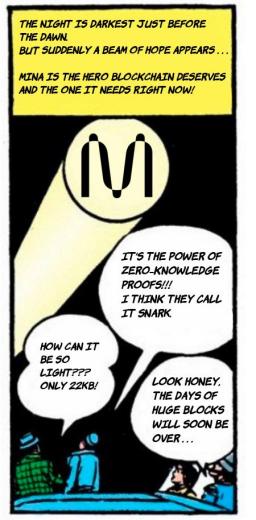 THE NIGHT IS DARKEST JUST BEFORE
THE DAWN.
BUT SUDDENLY A BEAM OF HOPE APPEARS...
MINA IS THE HERO BLOCKCHAIN DESERVES
AND THE ONE IT NEEDS RIGHT NOW!
M
IT'S THE POWER OF
ZERO-KNOWLEDGE
PROOFS!!!
I THINK THEY CALL
IT SNARK.
HOW CAN IT
BE SO
LIGHT???
ONLY 22KB!
LOOK HONEY,
THE DAYS OF
HUGE BLOCKS
WILL SOON BE
OVER...